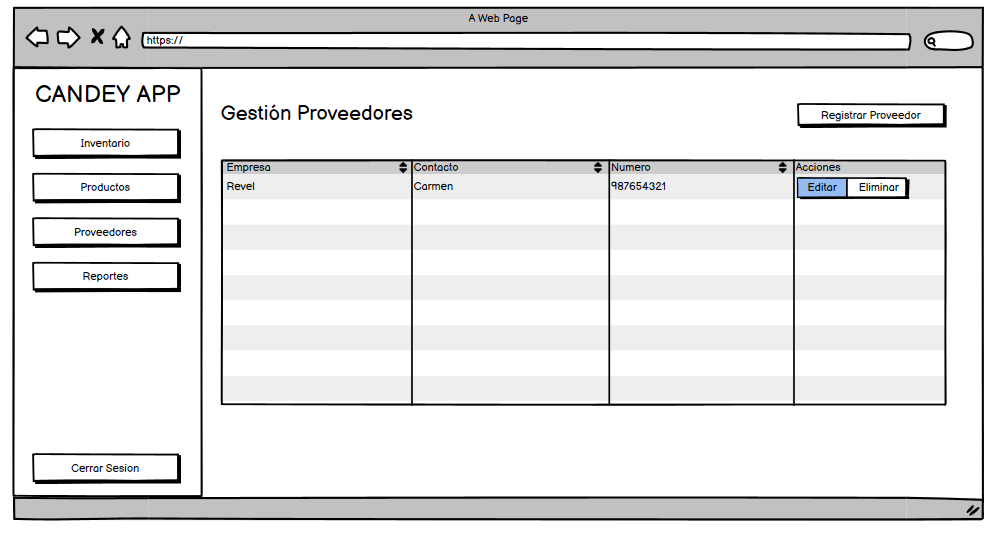 A Web Page
https://
CANDEY APP
Inventario
Productos
Proveedores
Reportes
Cerrar Sesion
Gestión Proveedores
Registrar Proveedor
Empresa Contacto Numero Acciones
Revel Carmen 987654321 Editar Eliminar